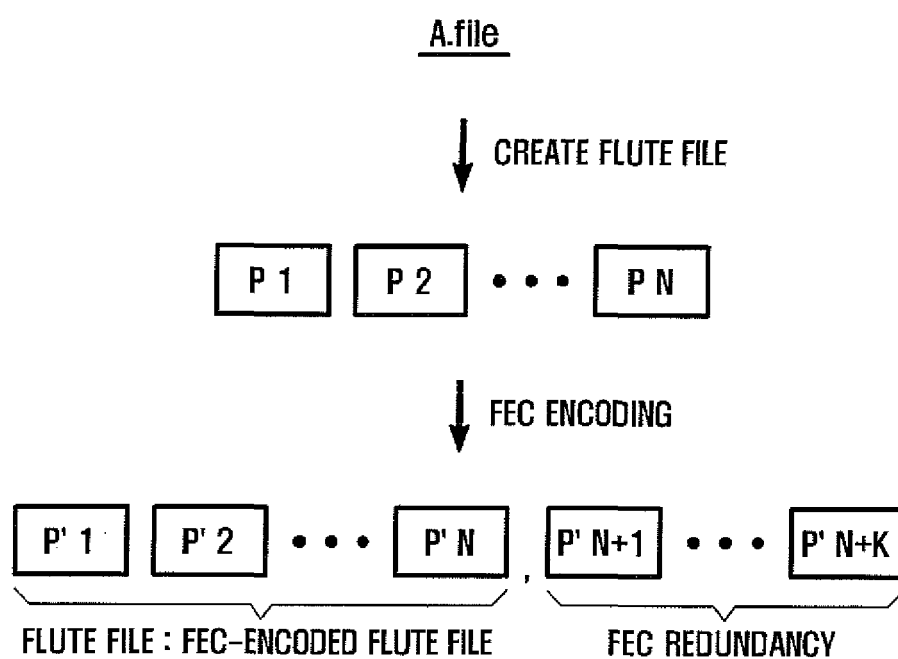 A.file
CREATE FLUTE FILE
P 1 P 2 • • • P N
FEC ENCODING
P' 1 P' 2 • • • P' N , P' N+1 • • • P' N+K
FLUTE FILE : FEC-ENCODED FLUTE FILE FEC REDUNDANCY